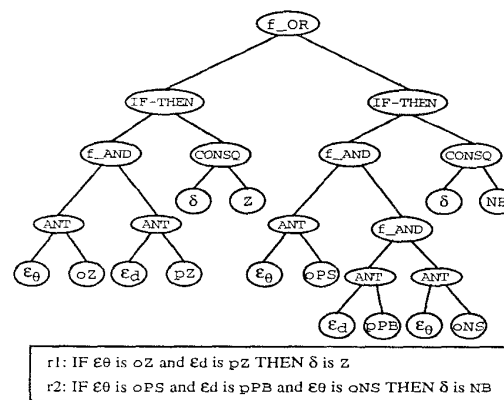 f_OR
IF-THEN IF-THEN
f_AND CONSQ f_AND CONSQ
δ Z δ NB
ANT ANT ANT f_AND
εθ oZ εd pZ εθ oPS ANT ANT
εd pPB εθ oNS
r1: IF εθ is oZ and εd is pZ THEN δ is Z
r2: IF εθ is oPS and εd is pPB and εθ is oNS THEN δ is NB